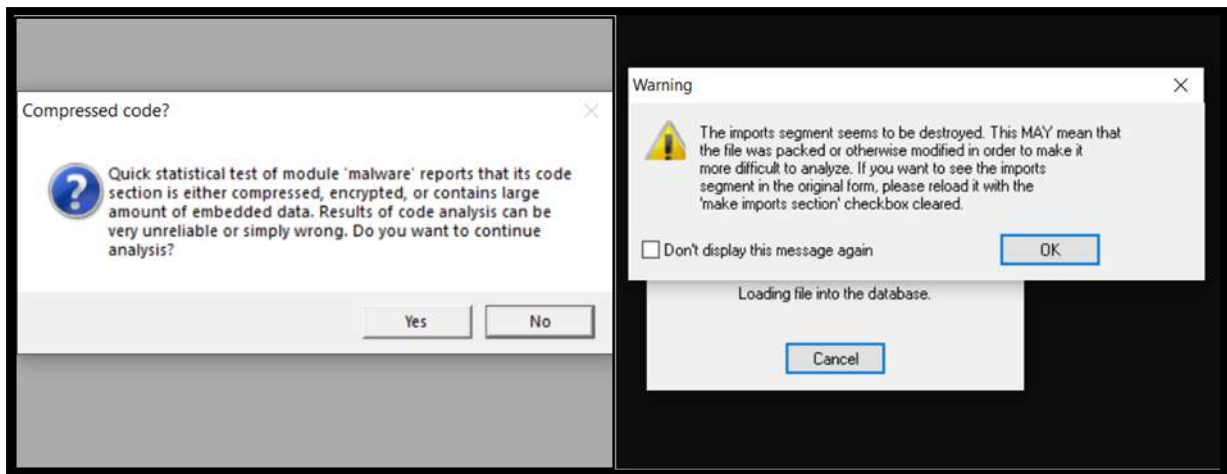 Compressed code?
Quick statistical test of module 'malware' reports that its code
section is either compressed, encrypted, or contains large
amount of embedded data. Results of code analysis can be
very unreliable or simply wrong. Do you want to continue
analysis?
Yes
No
Warning
The imports segment seems to be destroyed. This MAY mean that
the file was packed or otherwise modified in order to make it
more difficult to analyze. If you want to see the imports
segment in the original form, please reload it with the
'make imports section' checkbox cleared.
Don't display this message again
OK
Loading file into the database.
Cancel